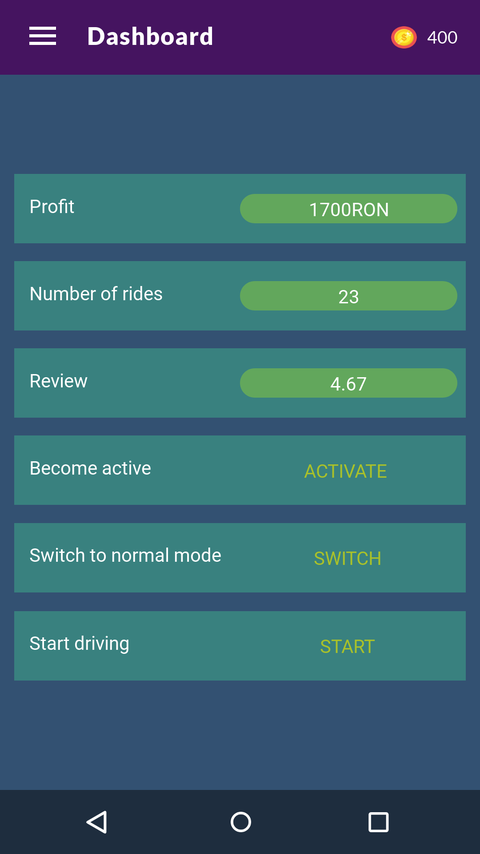 Dashboard 400
Profit 1700RON
Number of rides 23
Review 4.67
Become active ACTIVATE
Switch to normal mode SWITCH
Start driving START